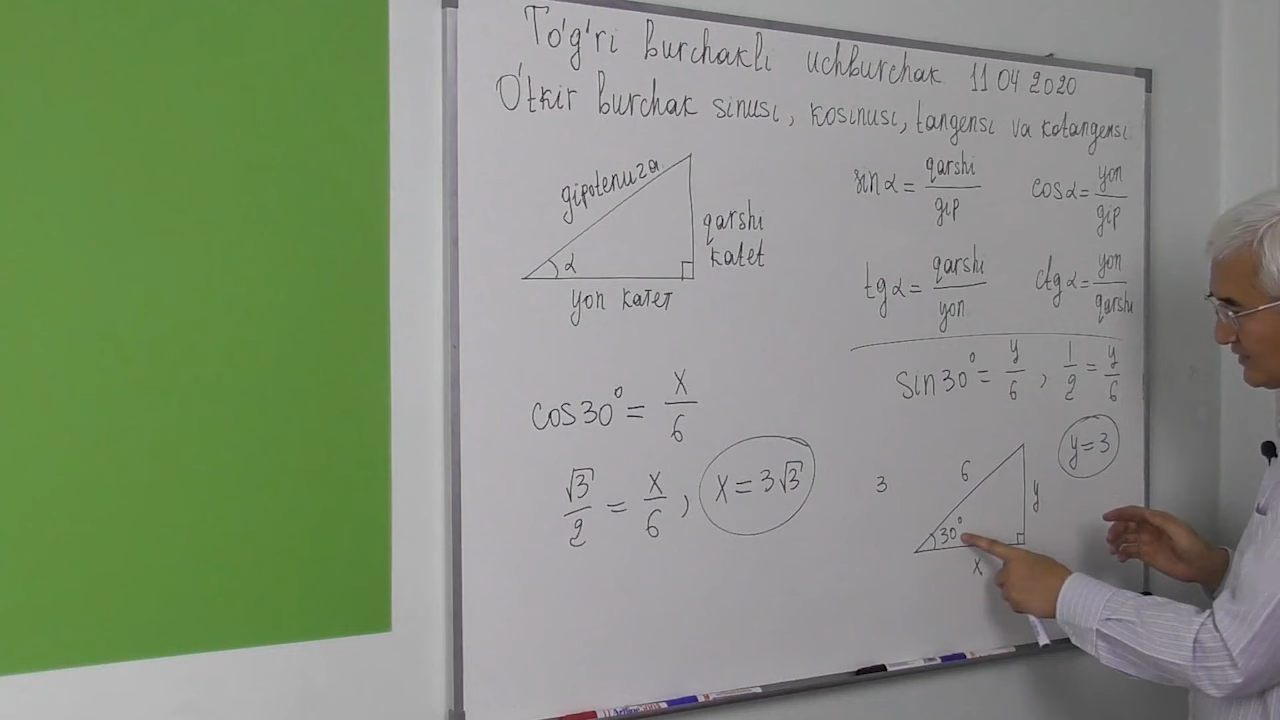 To'g'ri burchakli uchburchak 11 04 2020
O'tkir burchak sinusi, kosinusi, tangensi va kotangensi
gipotenuza
α
qarshi
katet
yon катет
sin α = qarshi/gip
cos α = yon/gip
tg α = qarshi/yon
ctg α = yon/qarshi
sin 30° = y/6 , 1/2 = y/6
y = 3
cos 30° = x/6
√3/2 = x/6 , x = 3√3
3
6
30°
y
x